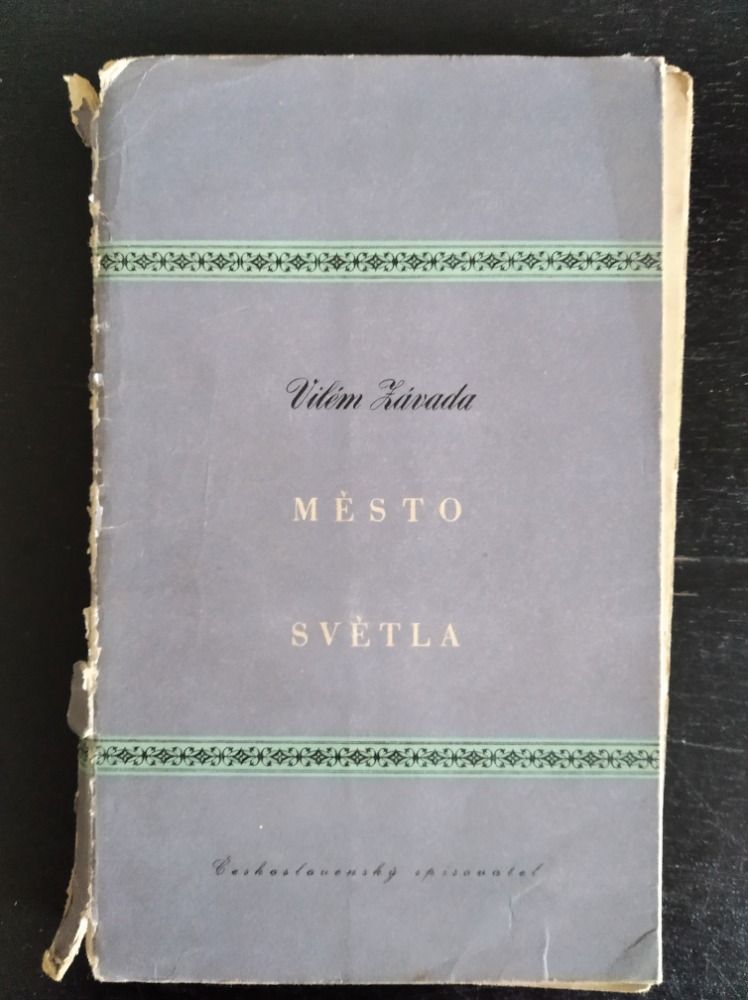 Vilém Závada
MĚSTO
SVĚTLA
Československý spisovatel